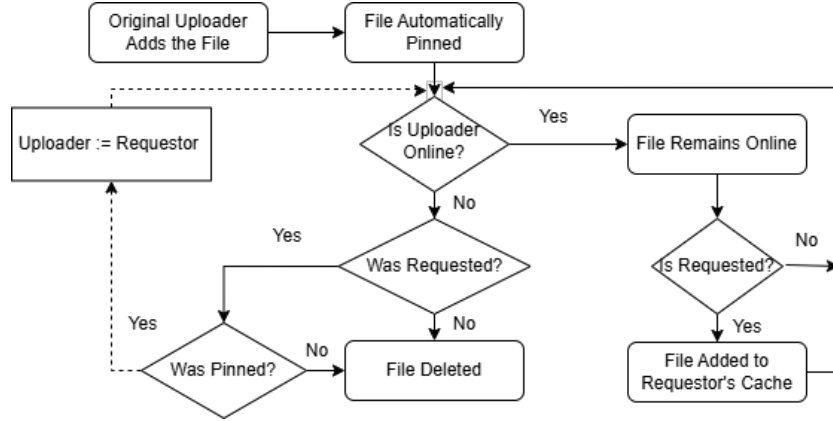 Original Uploader
Adds the File
File Automatically
Pinned
Uploader := Requestor
Is Uploader
Online?
Yes
File Remains Online
No
Yes
Was Requested?
Is Requested?
No
Yes
Was Pinned?
No
No
File Deleted
Yes
File Added to
Requestor's Cache